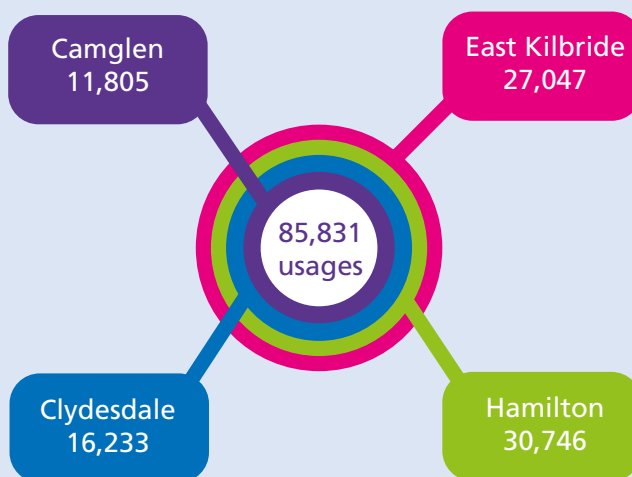 Camglen
11,805
East Kilbride
27,047
85,831
usages
Clydesdale
16,233
Hamilton
30,746